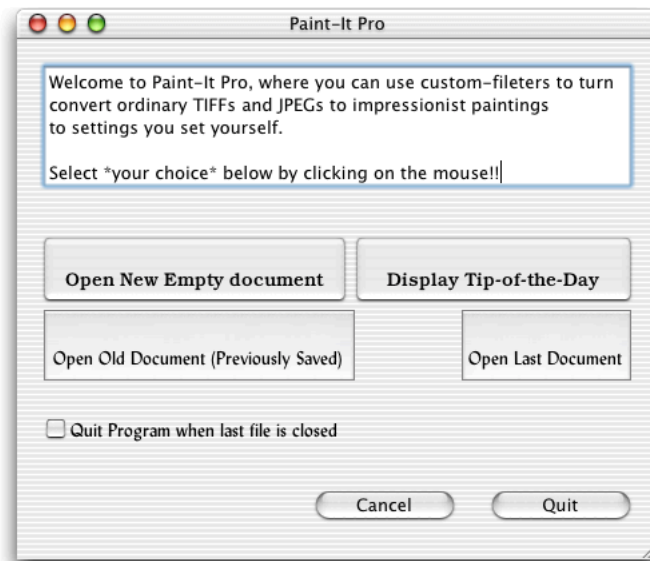 Paint-It Pro
Welcome to Paint-It Pro, where you can use custom-fileters to turn
convert ordinary TIFFs and JPEGs to impressionist paintings
to settings you set yourself.
Select *your choice* below by clicking on the mouse!!
Open New Empty document
Display Tip-of-the-Day
Open Old Document (Previously Saved)
Open Last Document
Quit Program when last file is closed
Cancel
Quit